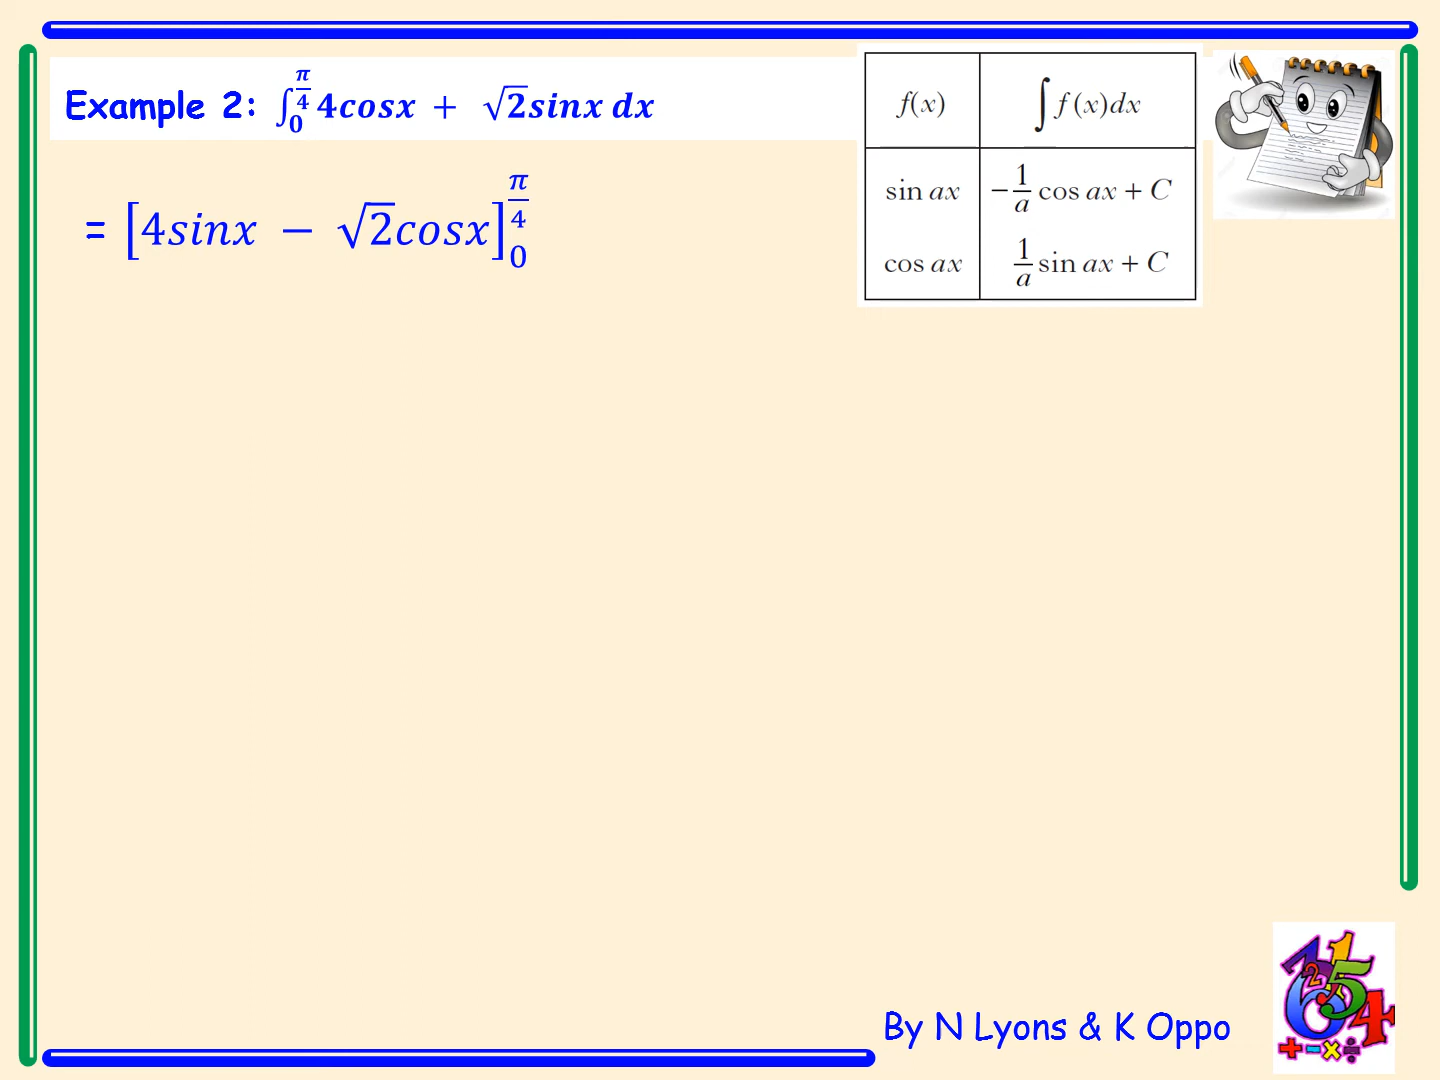 Example 2: ∫₀^(π/4) 4cosx + √2sinx dx
= [4sinx − √2cosx]₀^(π/4)
f(x) ∫f(x)dx
sin ax −1/a cos ax + C
cos ax 1/a sin ax + C
By N Lyons & K Oppo